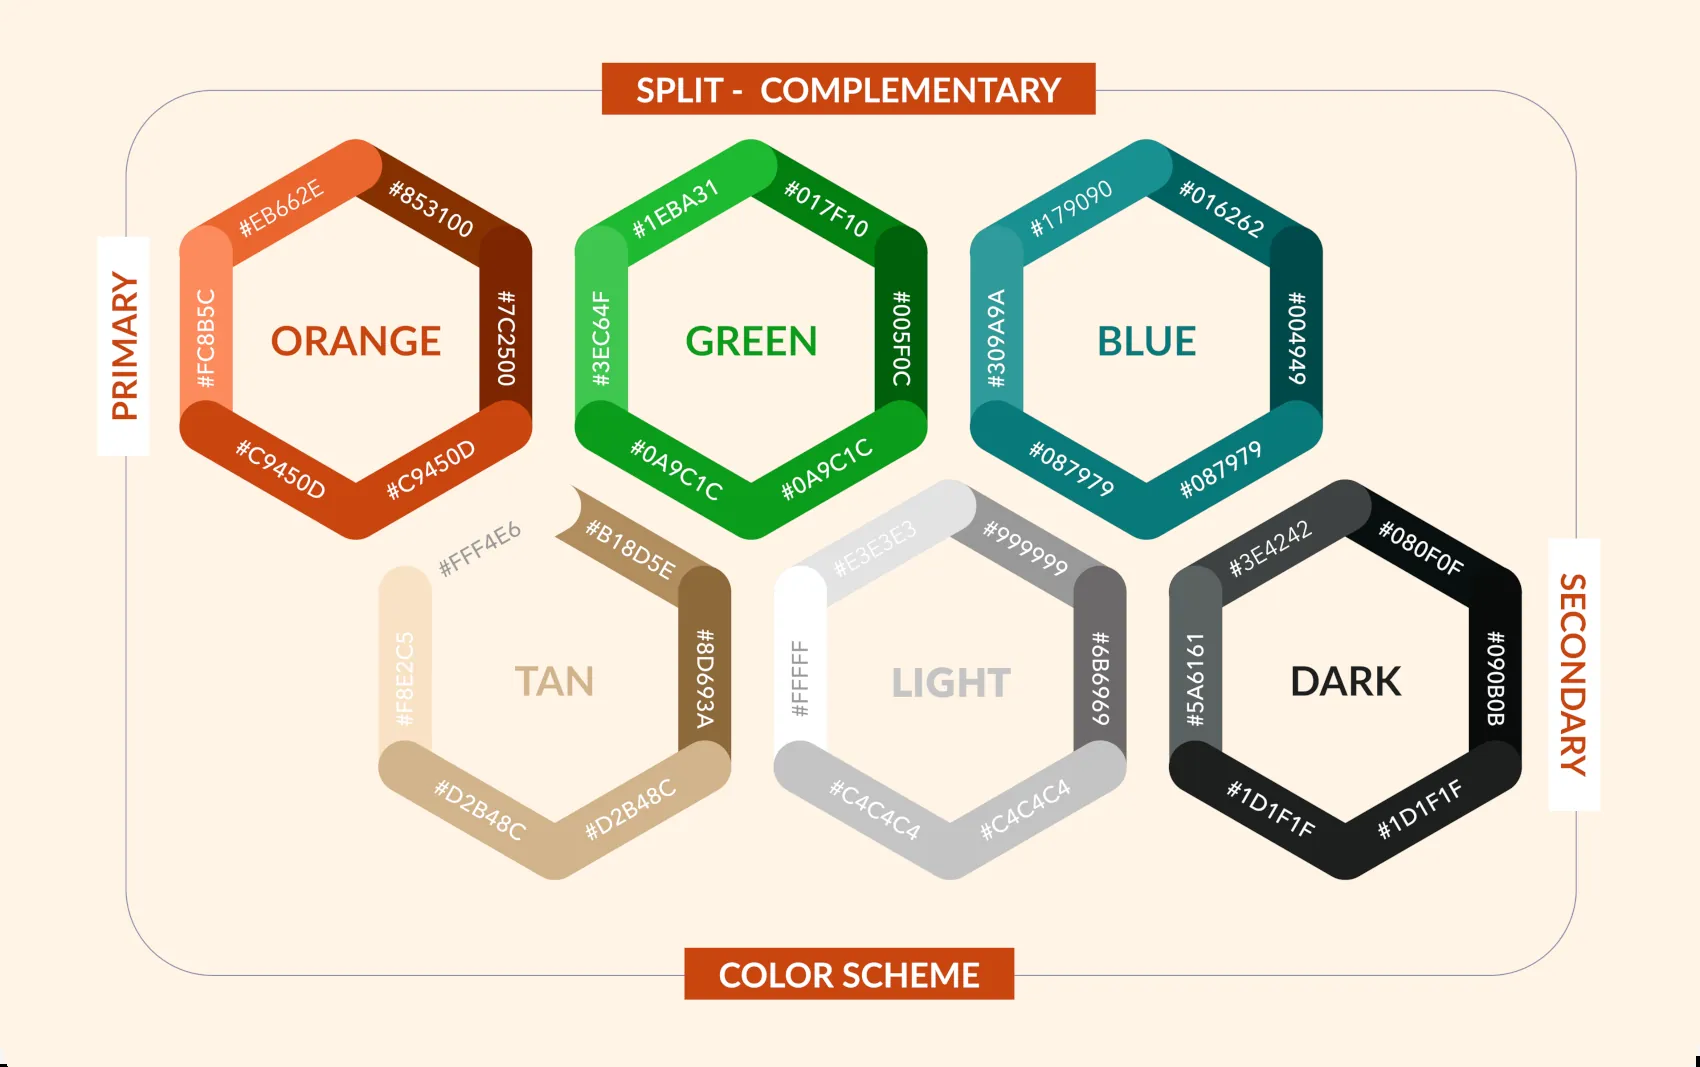 SPLIT -  COMPLEMENTARY
PRIMARY
#EB662E
#853100
#FC8B5C
ORANGE
#7C2500
#C9450D
#C9450D
#1EBA31
#017F10
#3EC64F
GREEN
#005F0C
#0A9C1C
#0A9C1C
#179090
#016262
#309A9A
BLUE
#004949
#087979
#087979
#FFF4E6
#B18D5E
#F8E2C5
TAN
#8D693A
#D2B48C
#D2B48C
#E3E3E3
#999999
#FFFFF
LIGHT
#6B6969
#C4C4C4
#C4C4C4
#3E4242
#080F0F
#5A6161
DARK
#090B0B
#1D1F1F
#1D1F1F
SECONDARY
COLOR SCHEME